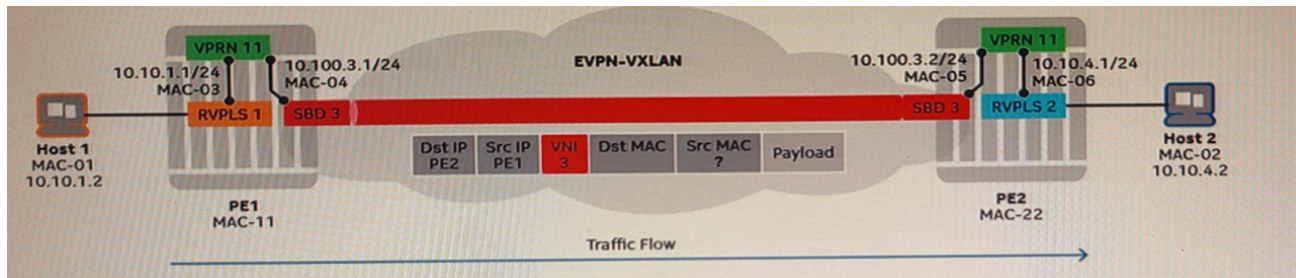 VPRN 11
10.10.1.1/24
MAC-03
10.100.3.1/24
MAC-04
RVPLS 1
SBD 3
Host 1
MAC-01
10.10.1.2
PE1
MAC-11
EVPN-VXLAN
Dst IP
PE2
Src IP
PE1
VNI
3
Dst MAC
Src MAC
?
Payload
VPRN 11
10.100.3.2/24
MAC-05
10.10.4.1/24
MAC-06
SBD 3
RVPLS 2
Host 2
MAC-02
10.10.4.2
PE2
MAC-22
Traffic Flow